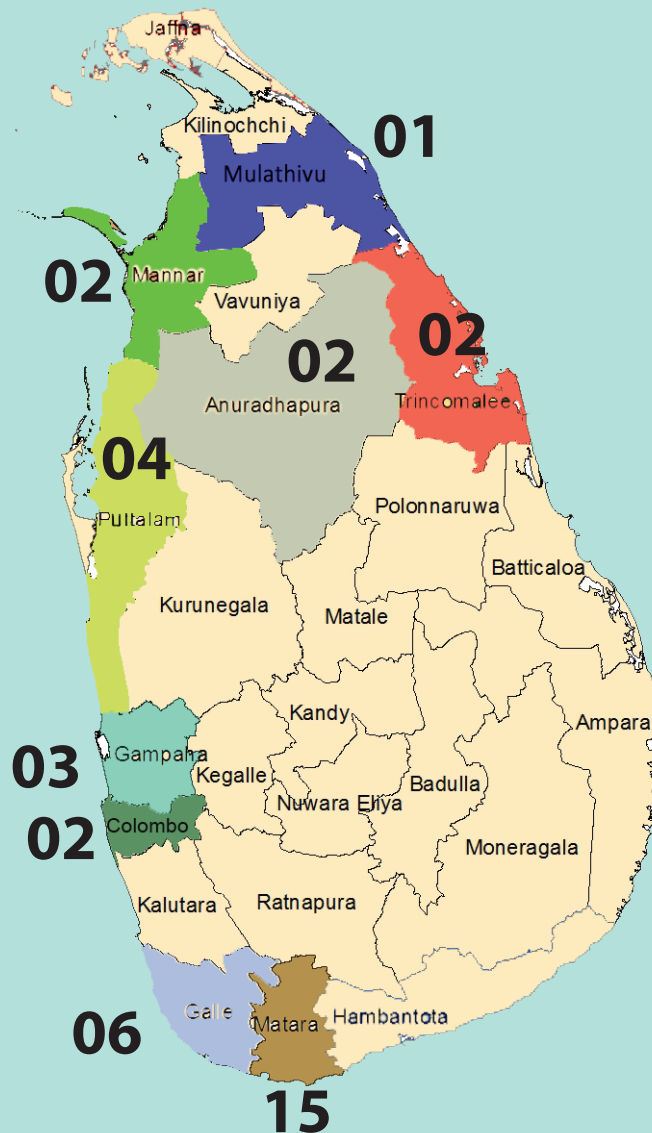 Jaffna
Kilinochchi
01
Mulathivu
02
Mannar
Vavuniya
02
02
Anuradhapura
Trincomalee
04
Puttalam
Polonnaruwa
Batticaloa
Kurunegala
Matale
Kandy
Ampara
03
Gampaha
Kegalle
Badulla
Nuwara Eliya
02
Colombo
Moneragala
Kalutara
Ratnapura
06
Galle
Matara
Hambantota
15